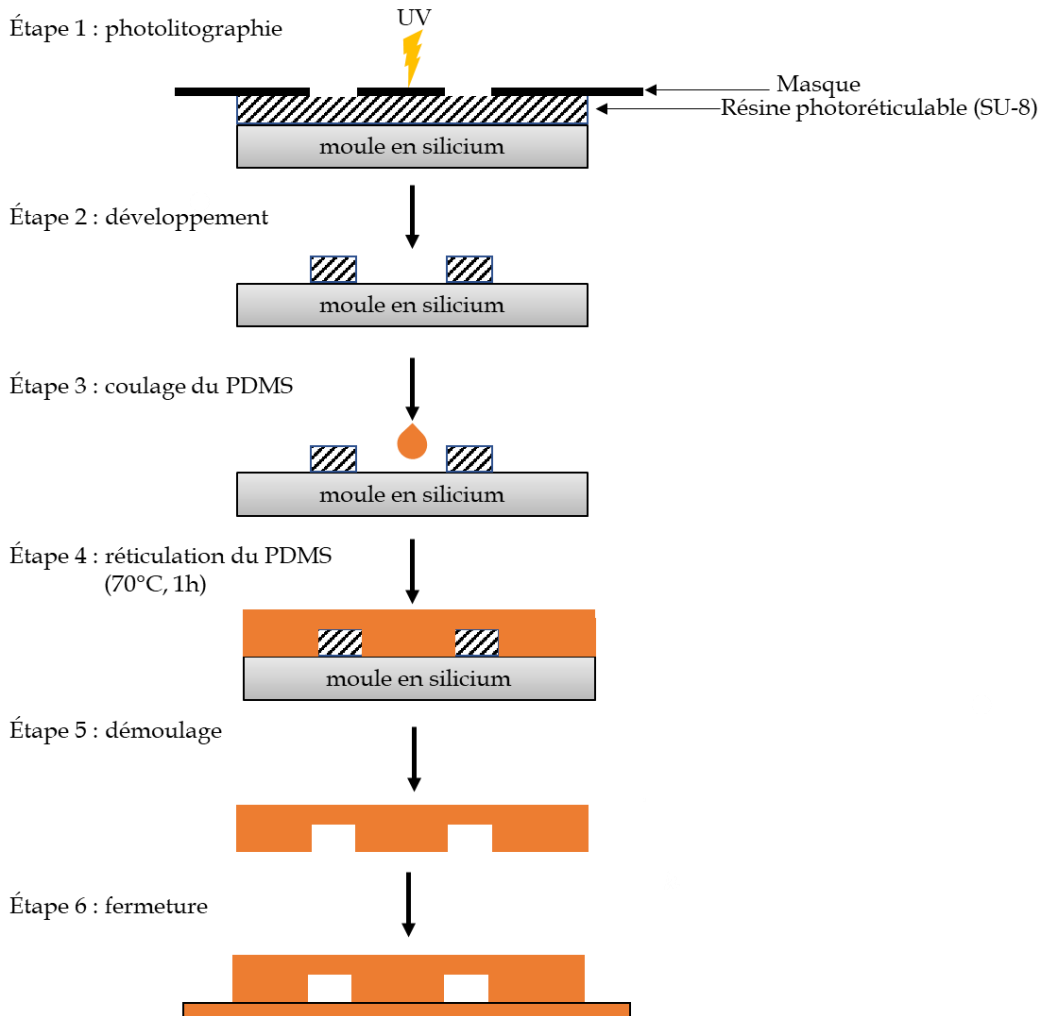 Étape 1 : photolitographie
UV
Masque
Résine photoréticulable (SU-8)
moule en silicium
Étape 2 : développement
moule en silicium
Étape 3 : coulage du PDMS
moule en silicium
Étape 4 : réticulation du PDMS
(70°C, 1h)
moule en silicium
Étape 5 : démoulage
Étape 6 : fermeture